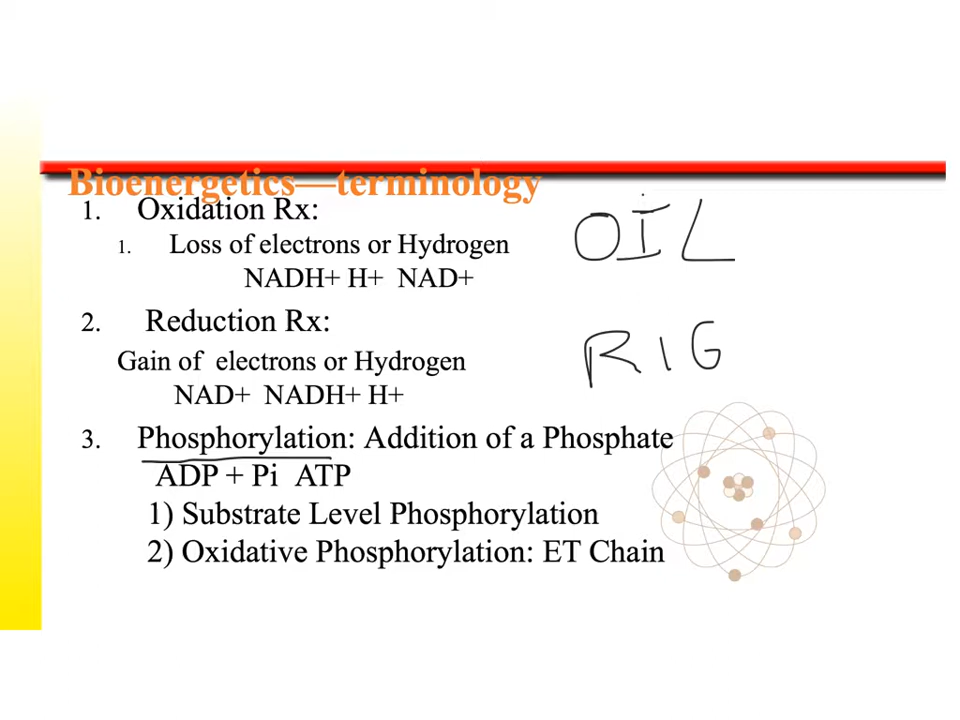 Bioenergetics—terminology
1. Oxidation Rx:
1. Loss of electrons or Hydrogen
NADH+ H+ NAD+
OIL
2. Reduction Rx:
Gain of electrons or Hydrogen
NAD+ NADH+ H+
RIG
3. Phosphorylation: Addition of a Phosphate
ADP + Pi ATP
1) Substrate Level Phosphorylation
2) Oxidative Phosphorylation: ET Chain